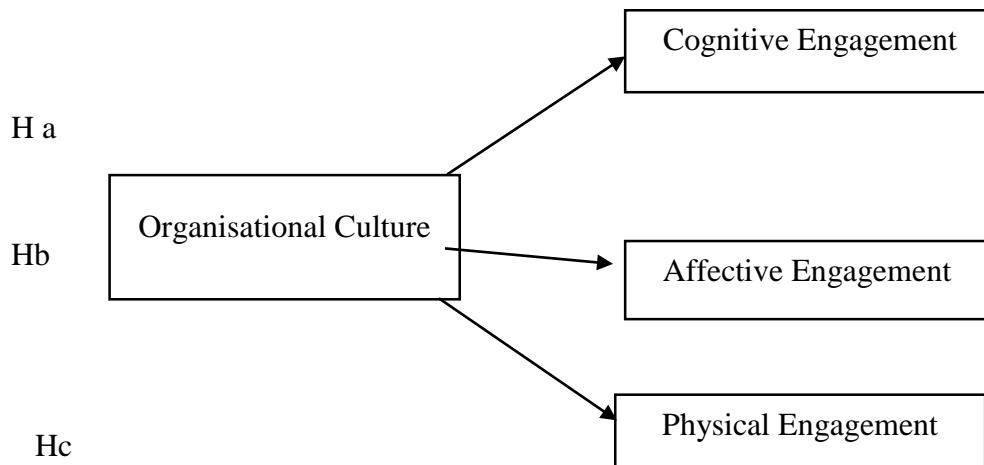 Cognitive Engagement
H a
Organisational Culture
Hb
Affective Engagement
Physical Engagement
Hc